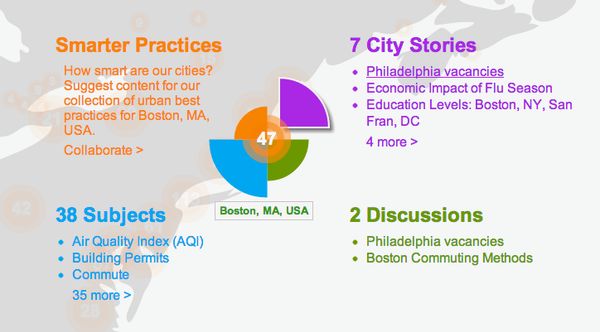 Smarter Practices
How smart are our cities?
Suggest content for our
collection of urban best
practices for Boston, MA,
USA.
Collaborate >
7 City Stories
Philadelphia vacancies
Economic Impact of Flu Season
Education Levels: Boston, NY, San
Fran, DC
4 more >
47
Boston, MA, USA
38 Subjects
Air Quality Index (AQI)
Building Permits
Commute
35 more >
2 Discussions
Philadelphia vacancies
Boston Commuting Methods
42
28